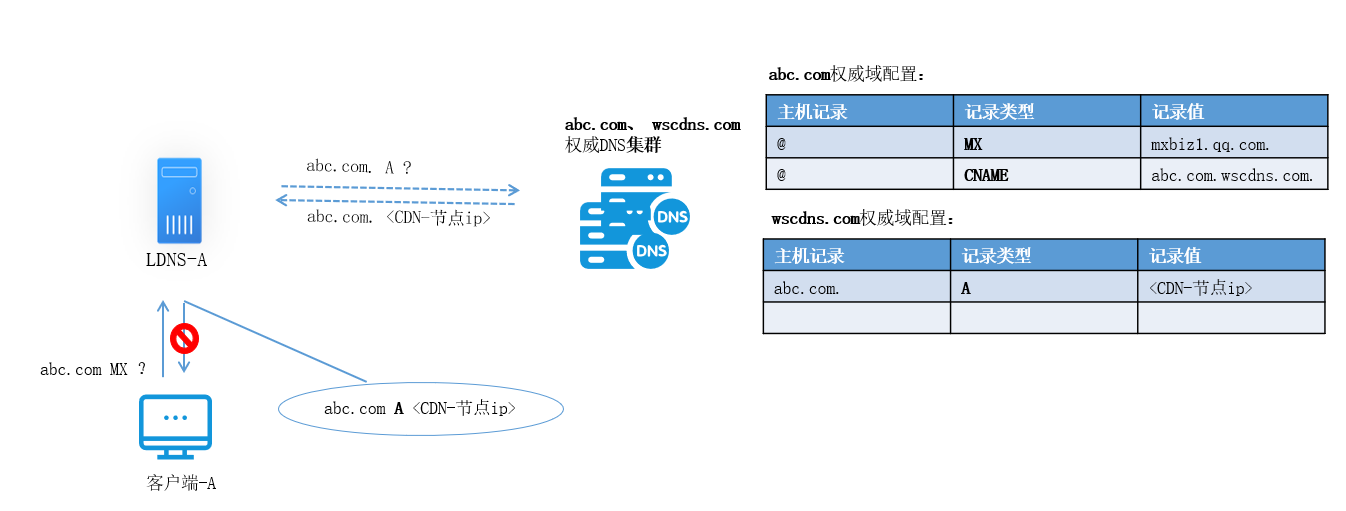 abc.com权威域配置：
主机记录 记录类型 记录值
@ MX mxbiz1.qq.com.
@ CNAME abc.com.wscdns.com.
wscdns.com权威域配置：
主机记录 记录类型 记录值
abc.com. A <CDN-节点ip>
abc.com、 wscdns.com
权威DNS集群
DNS
DNS
abc.com. A ?
abc.com. <CDN-节点ip>
LDNS-A
abc.com MX ?
abc.com A <CDN-节点ip>
客户端-A